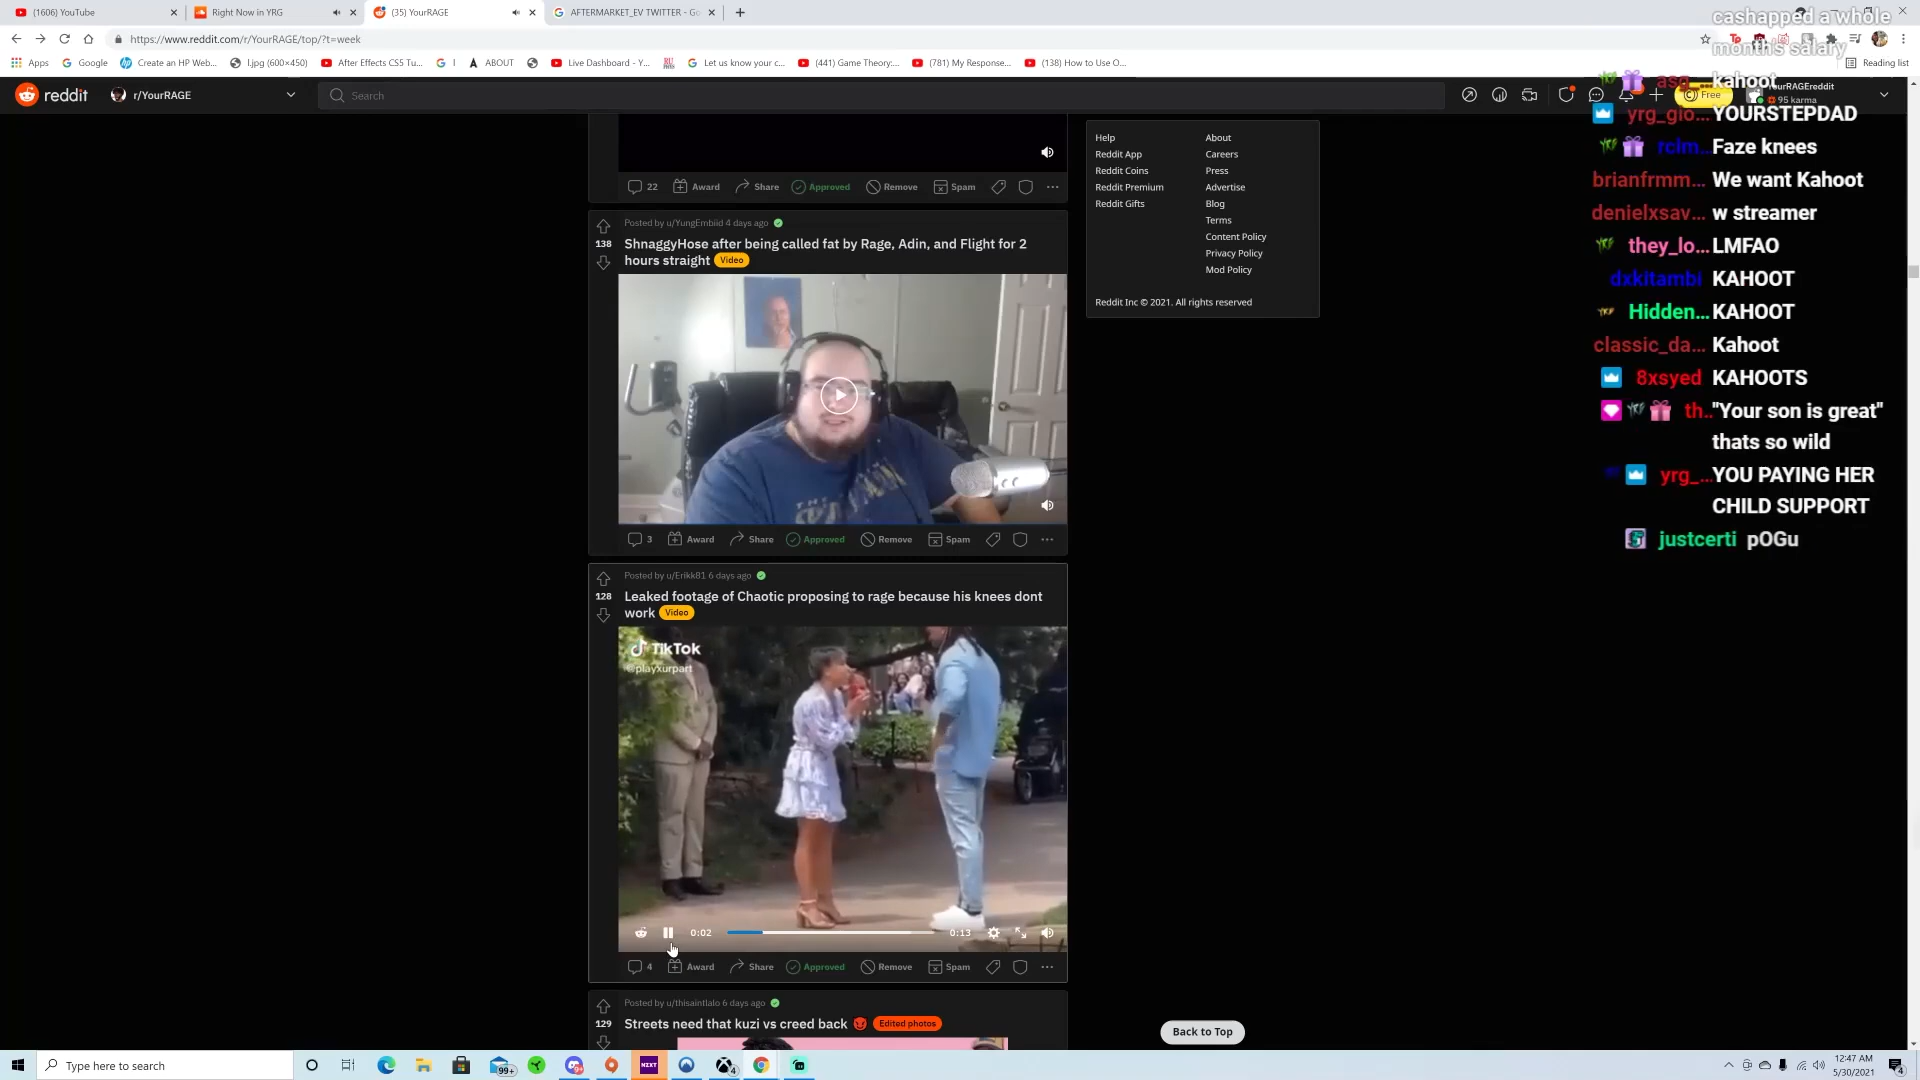 (1606) YouTube
Right Now in YRG
(35) YourRAGE
AFTERMARKET_EV TWITTER - Go
https://www.reddit.com/r/YourRAGE/top/?t=week
Apps
Google
Create an HP Web...
l.jpg (600×450)
After Effects CS5 Tu...
ABOUT
Live Dashboard - Y...
Let us know your c...
(441) Game Theory:...
(781) My Response...
(138) How to Use O...
Reading list
cashapped a whole
month's salary
reddit
r/YourRAGE
Search
Free
95 karma
kahoot
yrg_glo... YOURSTEPDAD
rclm... Faze knees
brianfrmm... We want Kahoot
denielxsav... w streamer
they_lo... LMFAO
dxkitambi KAHOOT
Hidden... KAHOOT
classic_da... Kahoot
8xsyed KAHOOTS
th.. "Your son is great"
thats so wild
yrg_... YOU PAYING HER
CHILD SUPPORT
justcerti pOGu
Help
About
Reddit App
Careers
Reddit Coins
Press
Reddit Premium
Advertise
Reddit Gifts
Blog
Terms
Content Policy
Privacy Policy
Mod Policy
Reddit Inc © 2021. All rights reserved
22 Award Share Approved Remove Spam
Posted by u/YungEmbiid 4 days ago
138
ShnaggyHose after being called fat by Rage, Adin, and Flight for 2
hours straight Video
3 Award Share Approved Remove Spam
Posted by u/Erikk81 6 days ago
128
Leaked footage of Chaotic proposing to rage because his knees dont
work Video
TikTok
@playxurpart
0:02
0:13
4 Award Share Approved Remove Spam
Posted by u/thisaintlalo 6 days ago
129
Streets need that kuzi vs creed back Edited photos
Back to Top
Type here to search
99+
NZXT
12:47 AM
5/30/2021